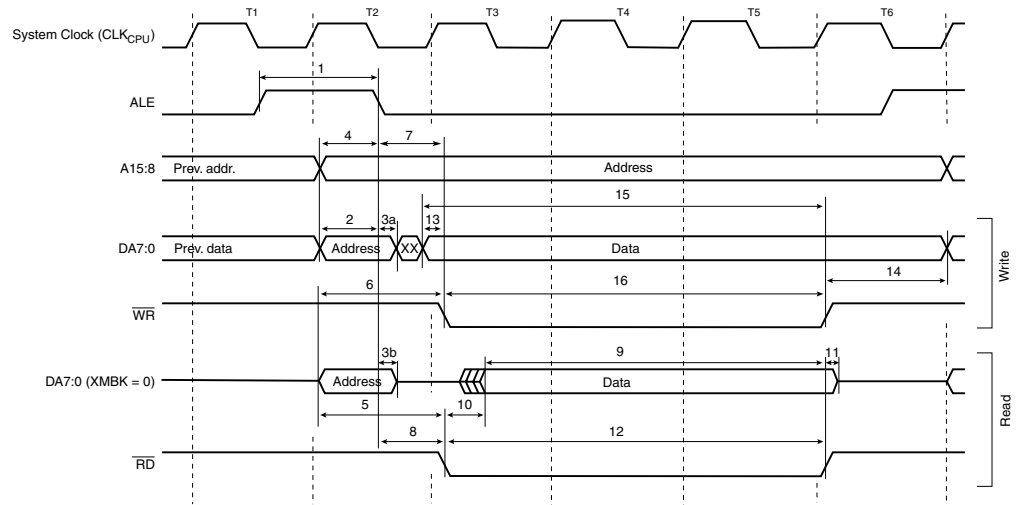 T1 T2 T3 T4 T5 T6
System Clock (CLKCPU)
1
ALE
4 7
A15:8 Prev. addr. Address
15
2 3a 13
DA7:0 Prev. data Address XX Data
14
6 16
WR
Write
3b 9 11
DA7:0 (XMBK = 0) Address Data
5 10
Read
8 12
RD